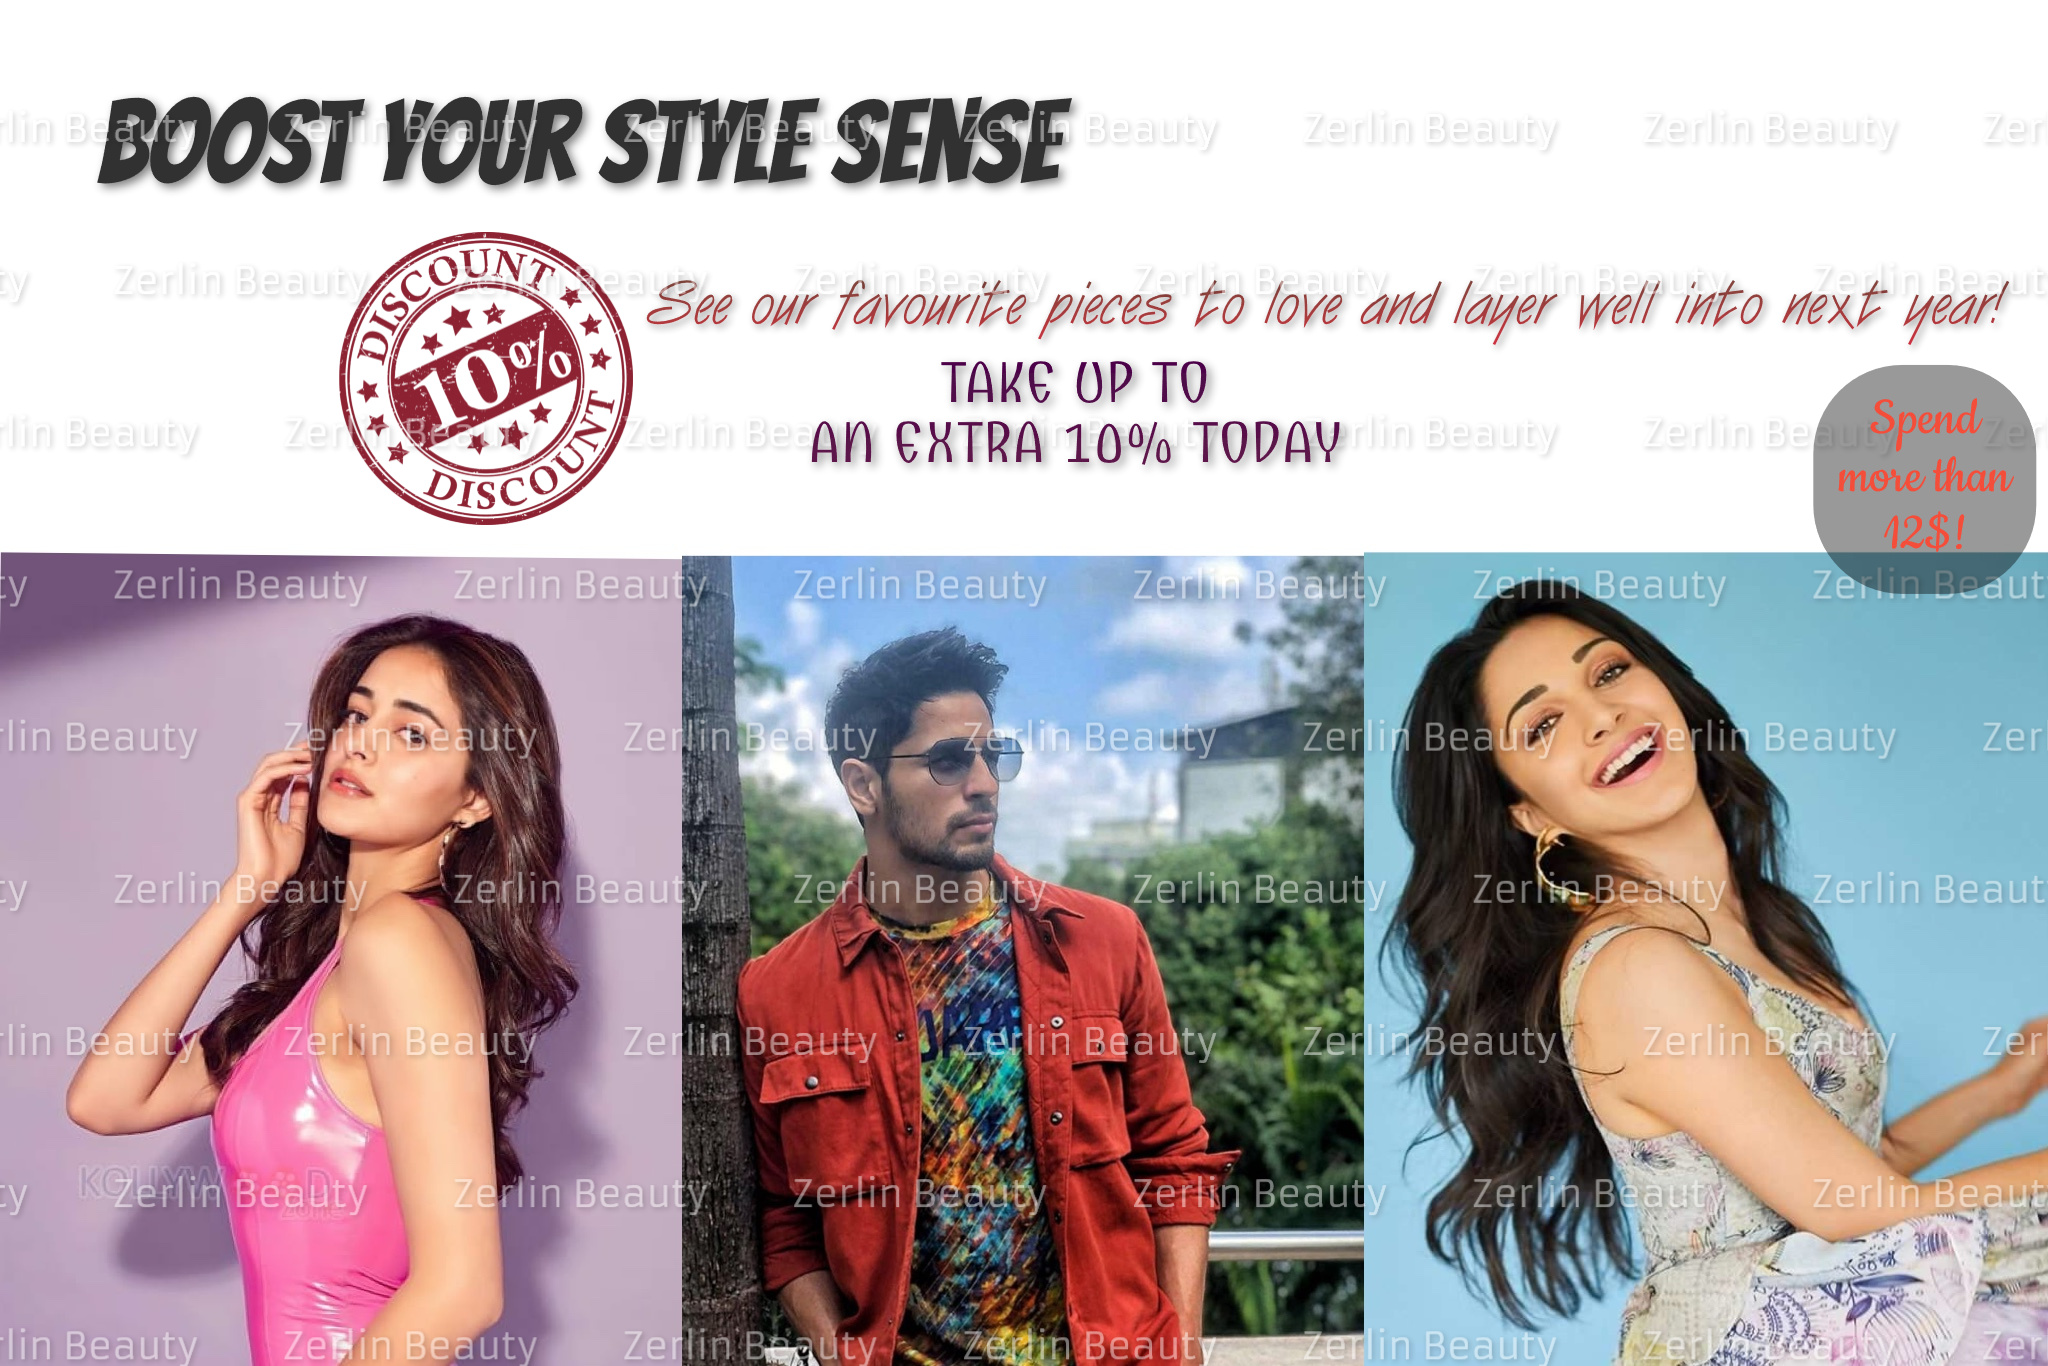 BOOST YOUR STYLE SENSE
DISCOUNT
10%
DISCOUNT
See our favourite pieces to love and layer well into next year!
TAKE UP TO
AN EXTRA 10% TODAY
Spend
more than
12$!
Zerlin Beauty